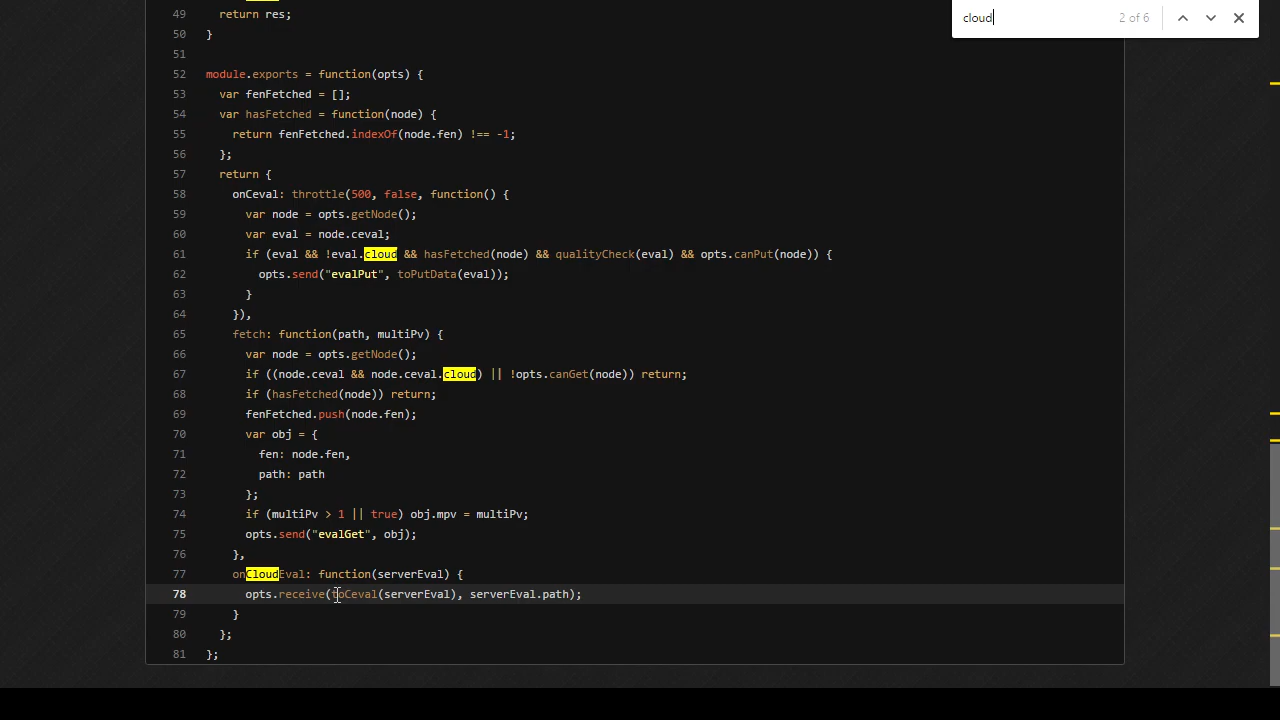 cloud 2 of 6
49 return res;
50 }
51
52 module.exports = function(opts) {
53 var fenFetched = [];
54 var hasFetched = function(node) {
55 return fenFetched.indexOf(node.fen) !== -1;
56 };
57 return {
58 onCeval: throttle(500, false, function() {
59 var node = opts.getNode();
60 var eval = node.ceval;
61 if (eval && !eval.cloud && hasFetched(node) && qualityCheck(eval) && opts.canPut(node)) {
62 opts.send("evalPut", toPutData(eval));
63 }
64 }),
65 fetch: function(path, multiPv) {
66 var node = opts.getNode();
67 if ((node.ceval && node.ceval.cloud) || !opts.canGet(node)) return;
68 if (hasFetched(node)) return;
69 fenFetched.push(node.fen);
70 var obj = {
71 fen: node.fen,
72 path: path
73 };
74 if (multiPv > 1 || true) obj.mpv = multiPv;
75 opts.send("evalGet", obj);
76 },
77 onCloudEval: function(serverEval) {
78 opts.receive(toCeval(serverEval), serverEval.path);
79 }
80 };
81 };